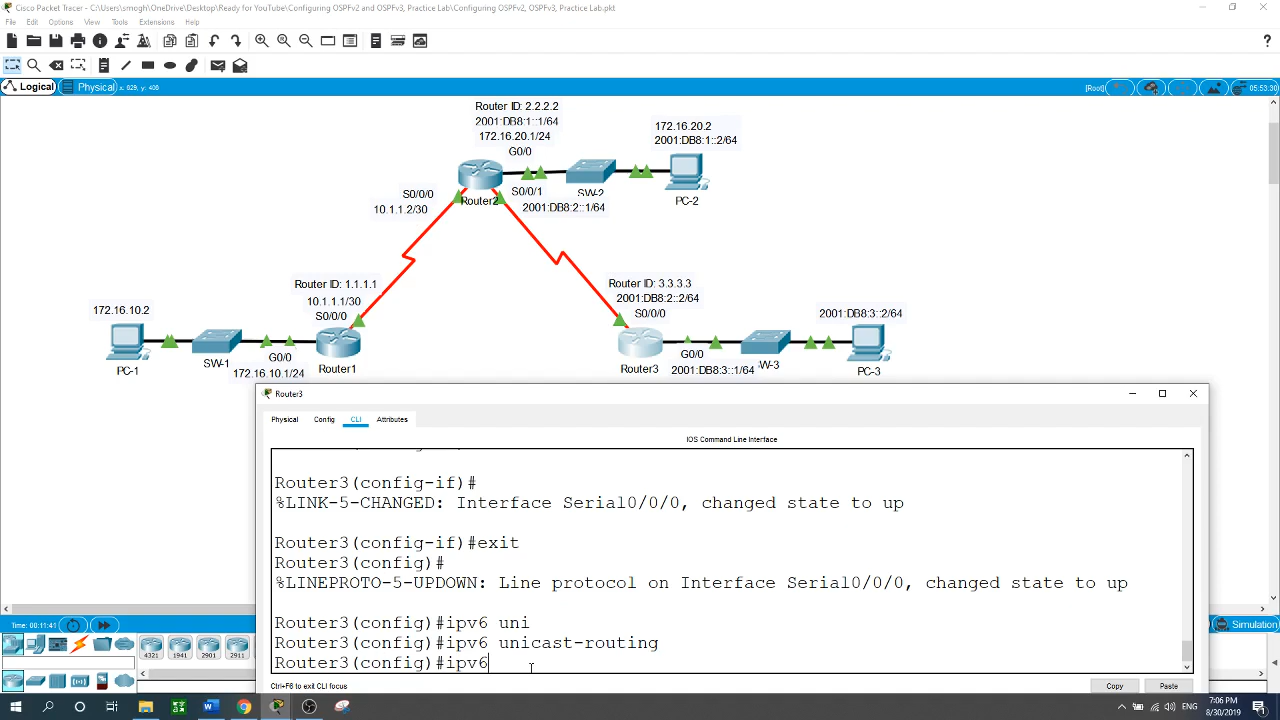 Cisco Packet Tracer - C:\Users\smogh\OneDrive\Desktop\Ready for YouTube\Configuring OSPFv2 and OSPFv3, Practice Lab\Configuring OSPFv2, OSPFv3, Practice Lab.pkt
File Edit Options View Tools Extensions Help
?
Logical Physical x: 829, y: 408 [Root] 05:53:30
Router ID: 2.2.2.2
2001:DB8:1::1/64
172.16.20.1/24
G0/0
172.16.20.2
2001:DB8:1::2/64
S0/0/0
10.1.1.2/30
Router2
S0/0/1
SW-2
2001:DB8:2::1/64
PC-2
Router ID: 1.1.1.1
10.1.1.1/30
S0/0/0
Router ID: 3.3.3.3
2001:DB8:2::2/64
S0/0/0
172.16.10.2
2001:DB8:3::2/64
PC-1
SW-1
G0/0
172.16.10.1/24
Router1
Router3
G0/0
2001:DB8:3::1/64
W-3
PC-3
Router3
Physical Config CLI Attributes
IOS Command Line Interface
Router3(config-if)#
%LINK-5-CHANGED: Interface Serial0/0/0, changed state to up
Router3(config-if)#exit
Router3(config)#
%LINEPROTO-5-UPDOWN: Line protocol on Interface Serial0/0/0, changed state to up
Router3(config)#ipv6 uni
Router3(config)#ipv6 unicast-routing
Router3(config)#ipv6
Ctrl+F6 to exit CLI focus
Copy Paste
Time: 00:11:41
Simulation
4321 1941 2901 2911
ENG
7:06 PM
8/30/2019